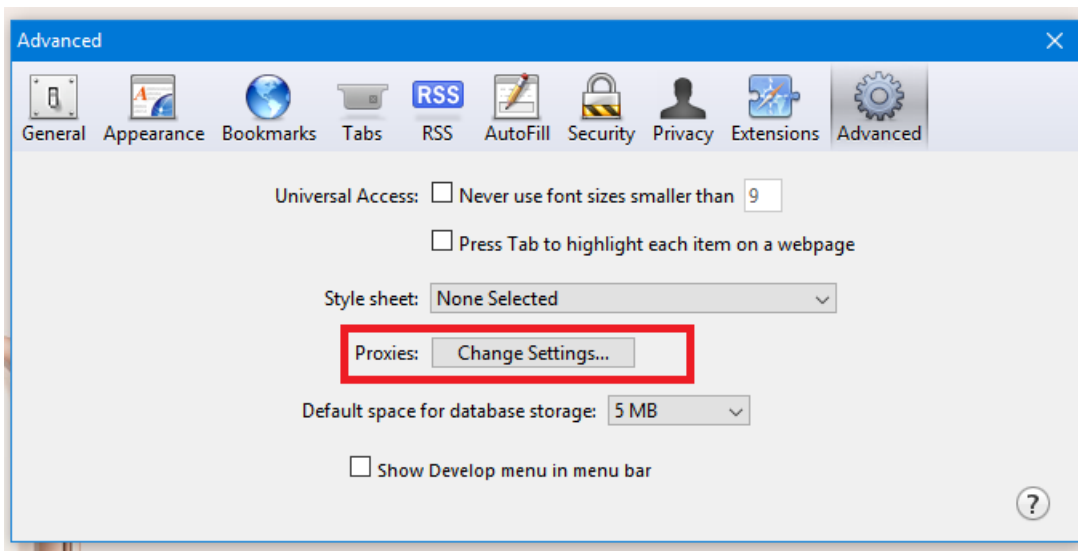 Advanced
RSS
General Appearance Bookmarks Tabs RSS AutoFill Security Privacy Extensions Advanced
Universal Access: Never use font sizes smaller than 9
Press Tab to highlight each item on a webpage
Style sheet: None Selected
Proxies: Change Settings...
Default space for database storage: 5 MB
Show Develop menu in menu bar
?